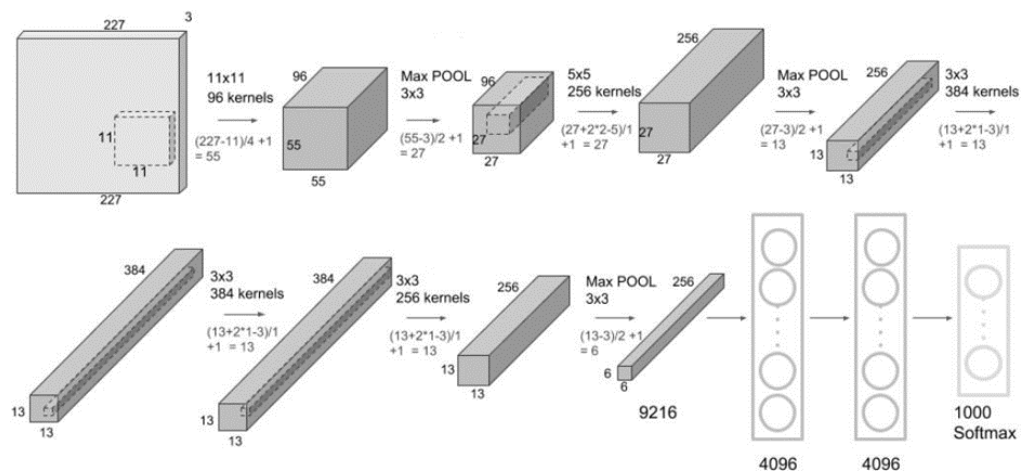 227
3
11
11
227
11x11
96 kernels
(227-11)/4 +1
= 55
96
55
55
Max POOL
3x3
(55-3)/2 +1
= 27
96
27
27
5x5
256 kernels
(27+2*2-5)/1
+1 = 27
256
27
27
Max POOL
3x3
(27-3)/2 +1
= 13
256
13
13
3x3
384 kernels
(13+2*1-3)/1
+1 = 13
384
13
13
3x3
384 kernels
(13+2*1-3)/1
+1 = 13
384
13
13
3x3
256 kernels
(13+2*1-3)/1
+1 = 13
256
13
13
Max POOL
3x3
(13-3)/2 +1
= 6
256
6
6
9216
4096
4096
1000
Softmax